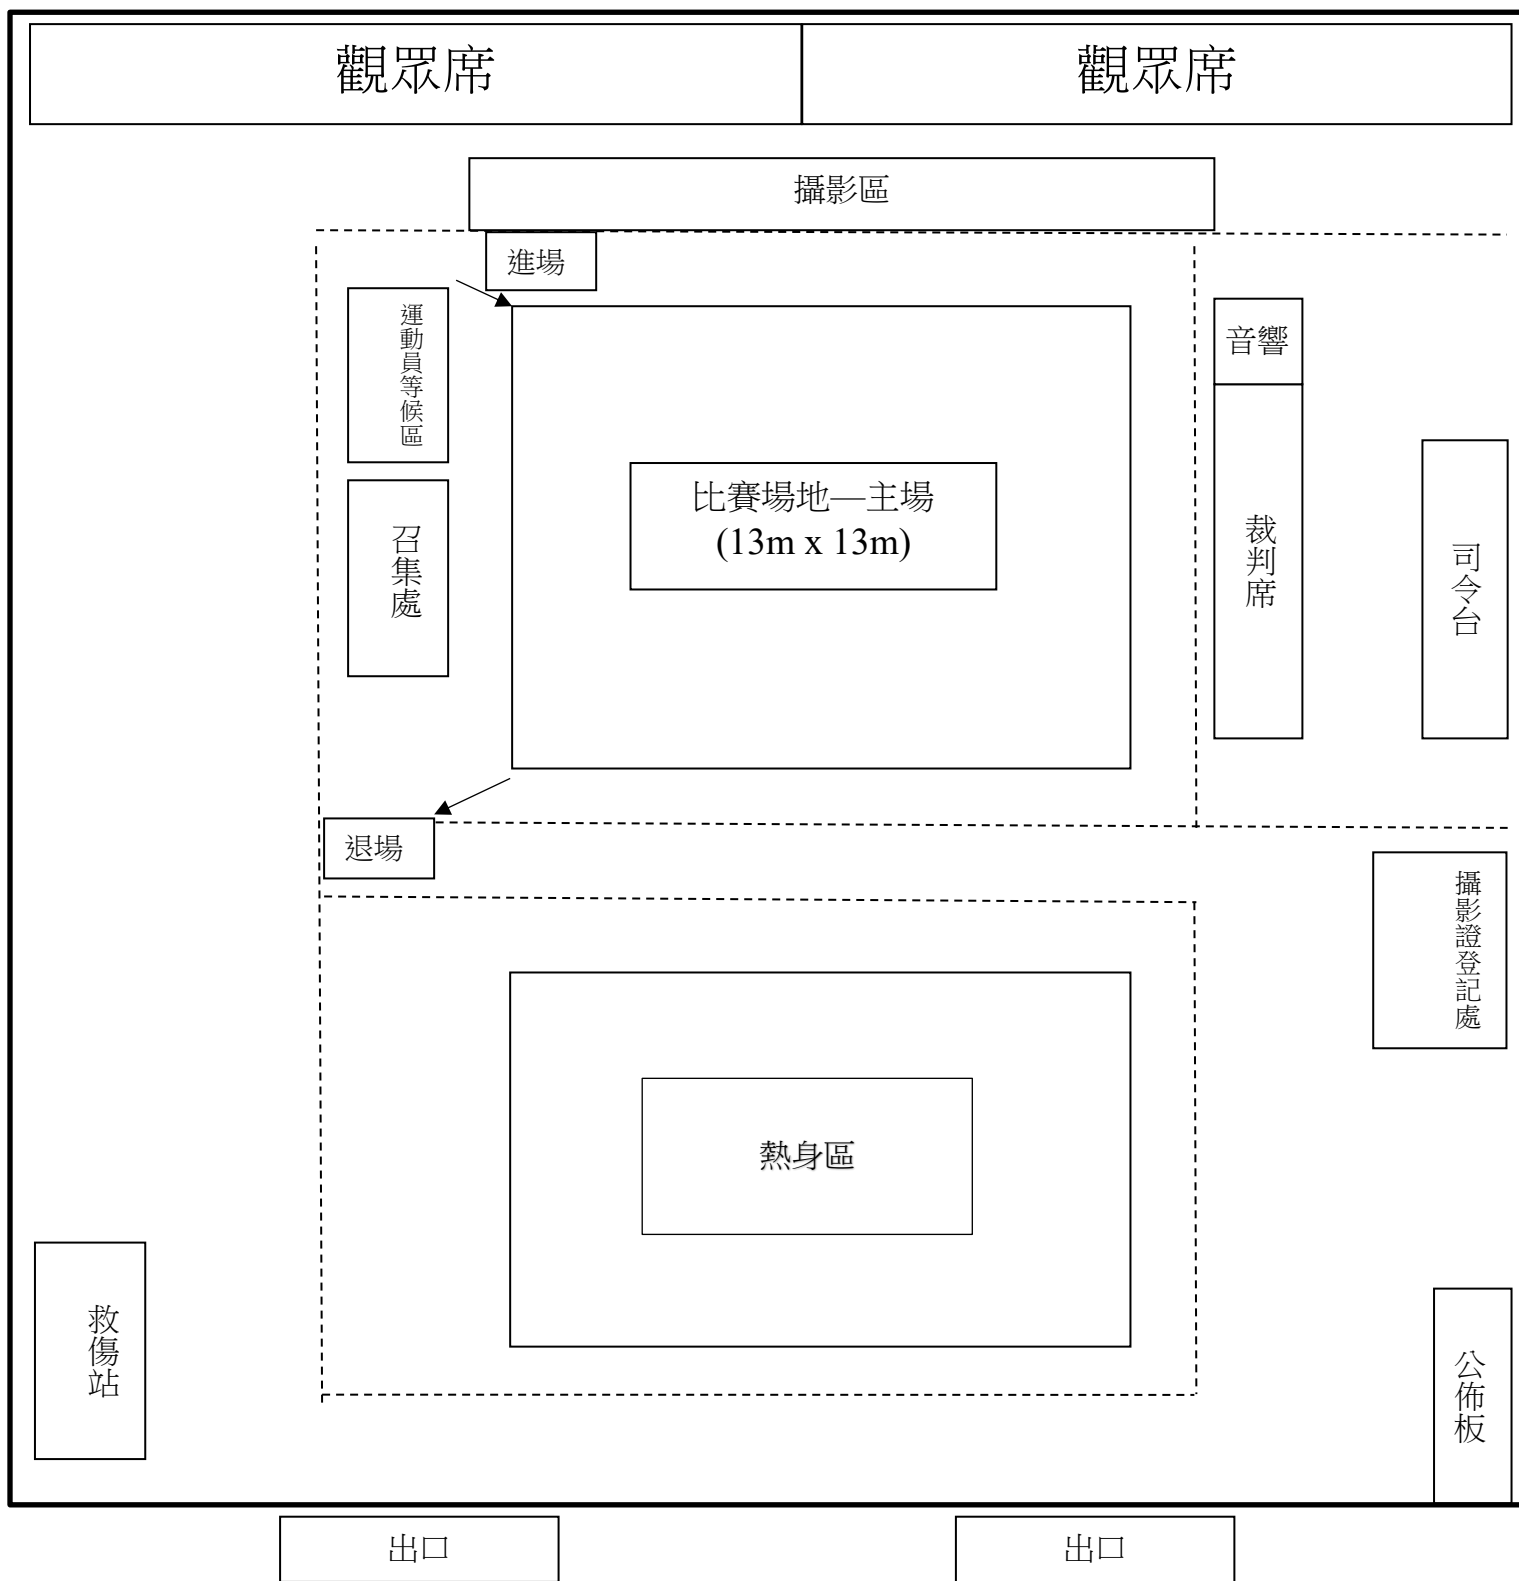 觀眾席
觀眾席
攝影區
進場
運動員等候區
音響
比賽場地—主場
(13m x 13m)
召集處
裁判席
司令台
退場
攝影證登記處
熱身區
救傷站
公佈板
出口
出口